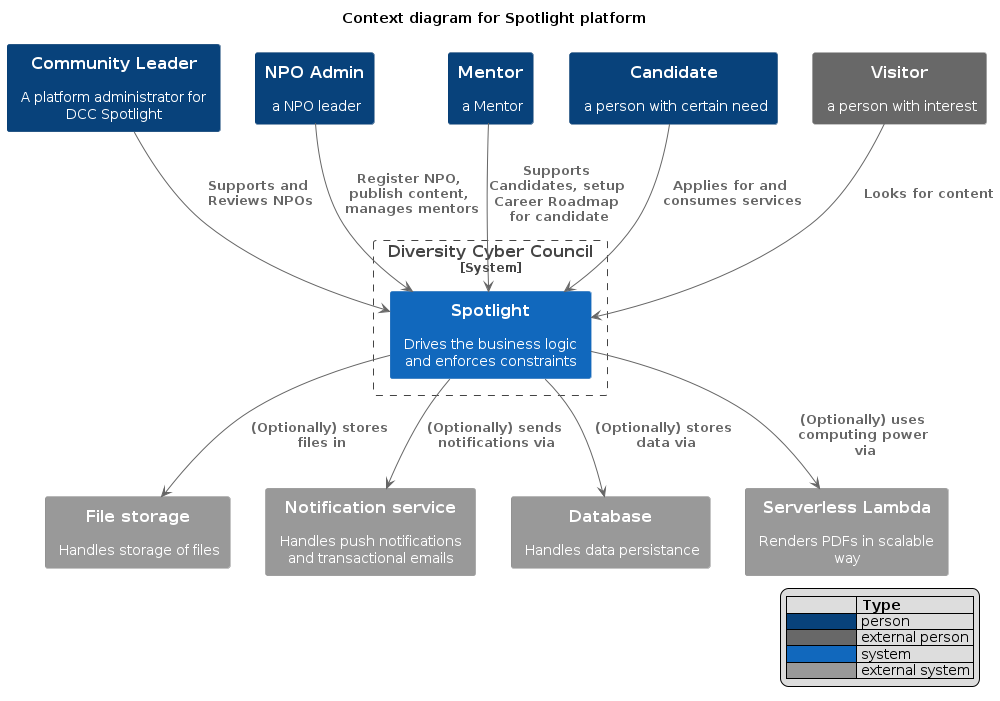 Context diagram for Spotlight platform
Community Leader
A platform administrator for
DCC Spotlight
NPO Admin
a NPO leader
Mentor
a Mentor
Candidate
a person with certain need
Visitor
a person with interest
Supports and
Reviews NPOs
Register NPO,
publish content,
manages mentors
Supports
Candidates, setup
Career Roadmap
for candidate
Applies for and
consumes services
Looks for content
Diversity Cyber Council
[System]
Spotlight
Drives the business logic
and enforces constraints
(Optionally) stores
files in
(Optionally) sends
notifications via
(Optionally) stores
data via
(Optionally) uses
computing power
via
File storage
Handles storage of files
Notification service
Handles push notifications
and transactional emails
Database
Handles data persistance
Serverless Lambda
Renders PDFs in scalable
way
Type
person
external person
system
external system